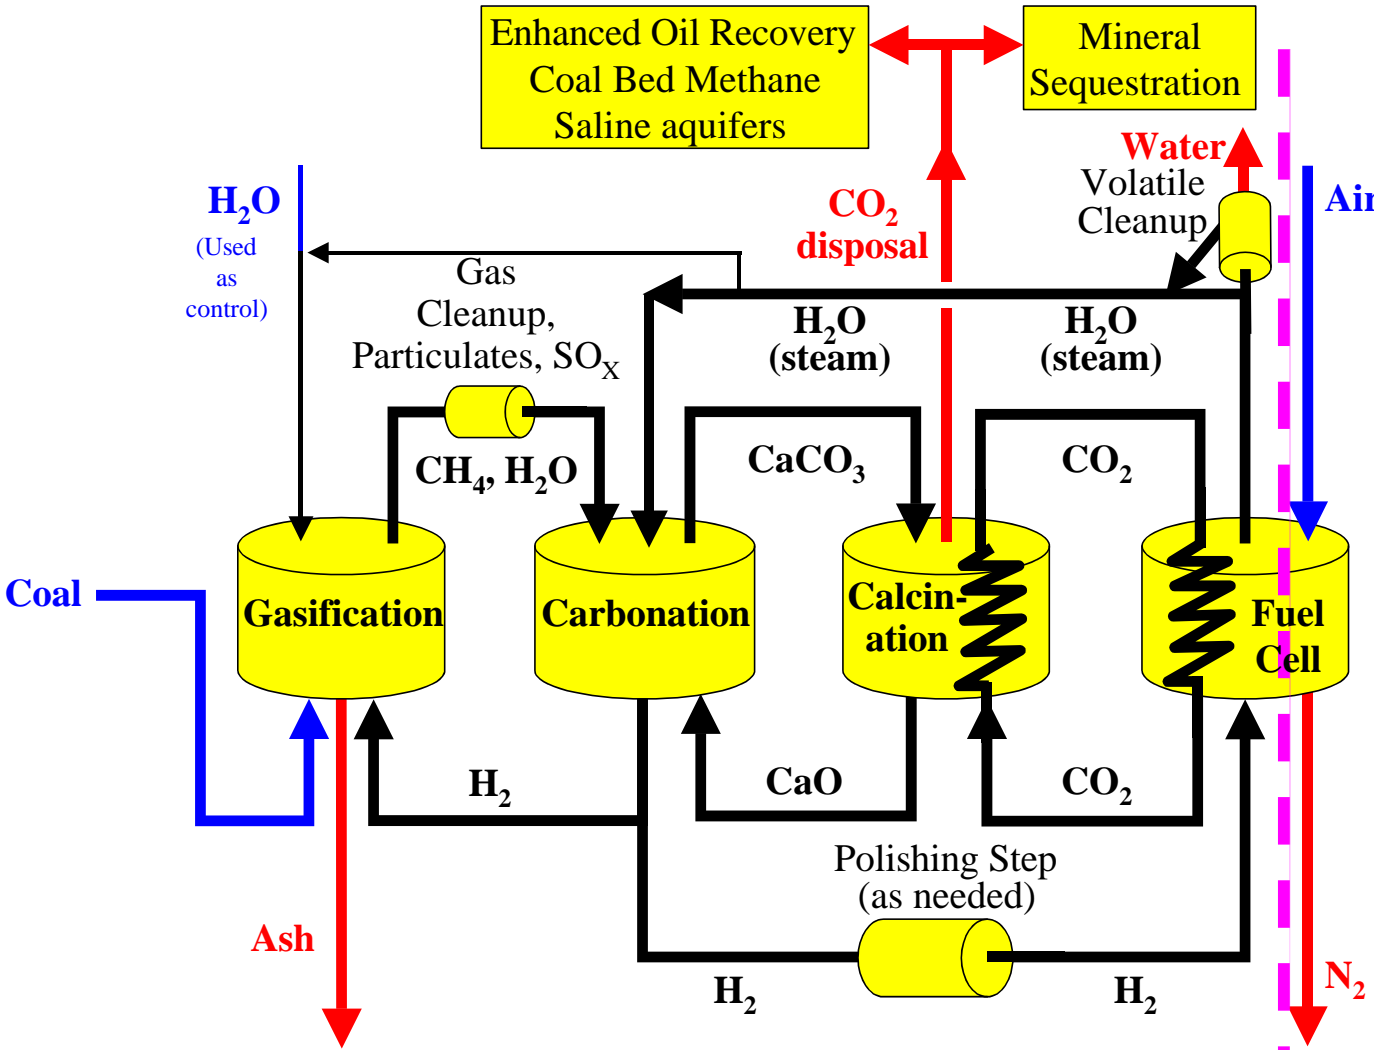 Enhanced Oil Recovery
Coal Bed Methane
Saline aquifers
Mineral
Sequestration
Water
Volatile
Cleanup
Air
H₂O
(Used
as
control)
CO₂
disposal
Gas
Cleanup,
Particulates, SOₓ
H₂O
(steam)
H₂O
(steam)
CH₄, H₂O
CaCO₃
CO₂
Coal
Gasification
Carbonation
Calcin-
ation
Fuel
Cell
H₂
CaO
CO₂
Polishing Step
(as needed)
Ash
H₂
H₂
N₂